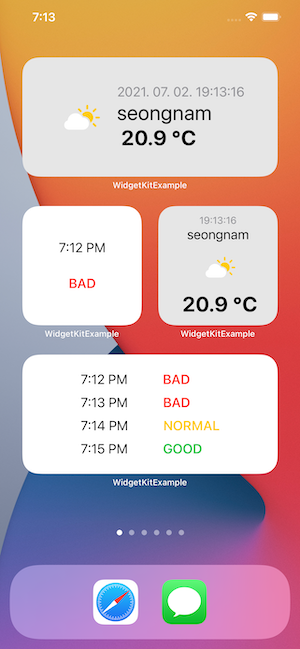 7:13
2021. 07. 02. 19:13:16
seongnam
20.9 °C
WidgetKitExample
7:12 PM
BAD
WidgetKitExample
19:13:16
seongnam
20.9 °C
WidgetKitExample
7:12 PM BAD
7:13 PM BAD
7:14 PM NORMAL
7:15 PM GOOD
WidgetKitExample